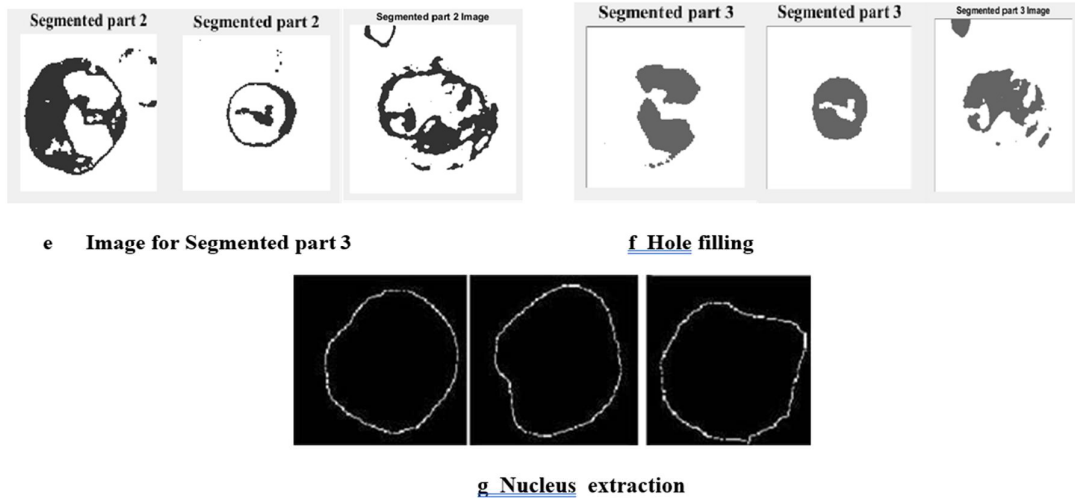 Segmented part 2
Segmented part 2
Segmented part 2 Image
Segmented part 3
Segmented part 3
Segmented part 3 Image
e Image for Segmented part 3
f Hole filling
g Nucleus extraction